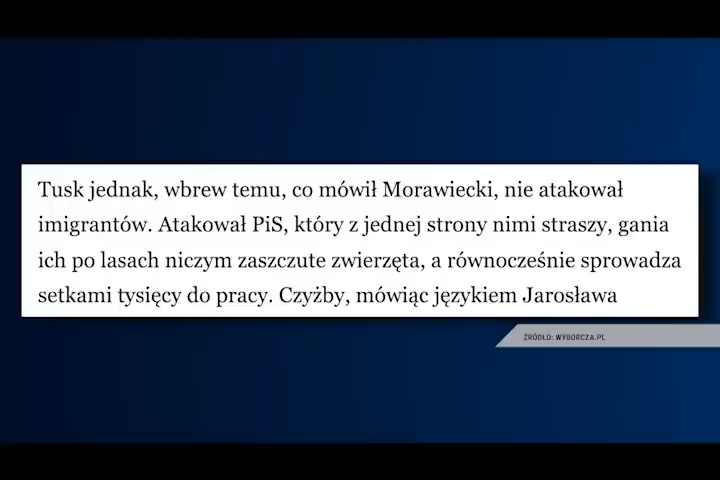 Tusk jednak, wbrew temu, co mówił Morawiecki, nie atakował
imigrantów. Atakował PiS, który z jednej strony nimi straszy, gania
ich po lasach niczym zaszczute zwierzęta, a równocześnie sprowadza
setkami tysięcy do pracy. Czyżby, mówiąc językiem Jarosława
ŹRÓDŁO: WYBORCZA.PL